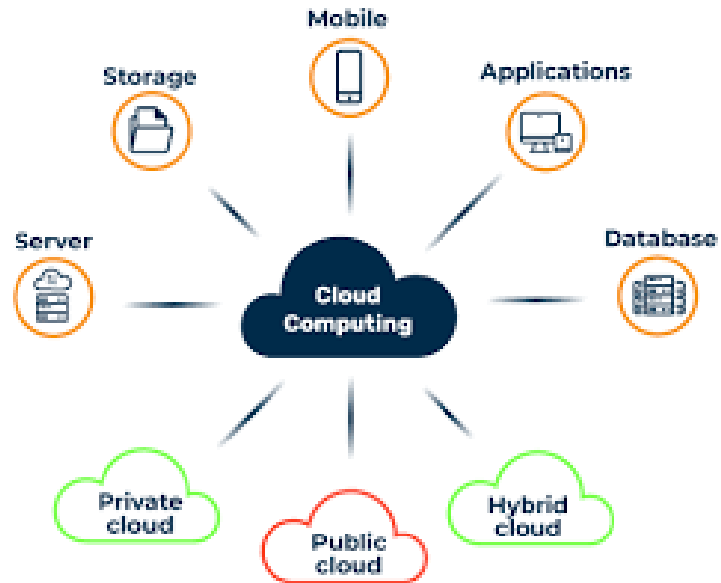 Mobile
Storage
Applications
Server
Database
Cloud
Computing
Private
cloud
Public
cloud
Hybrid
cloud